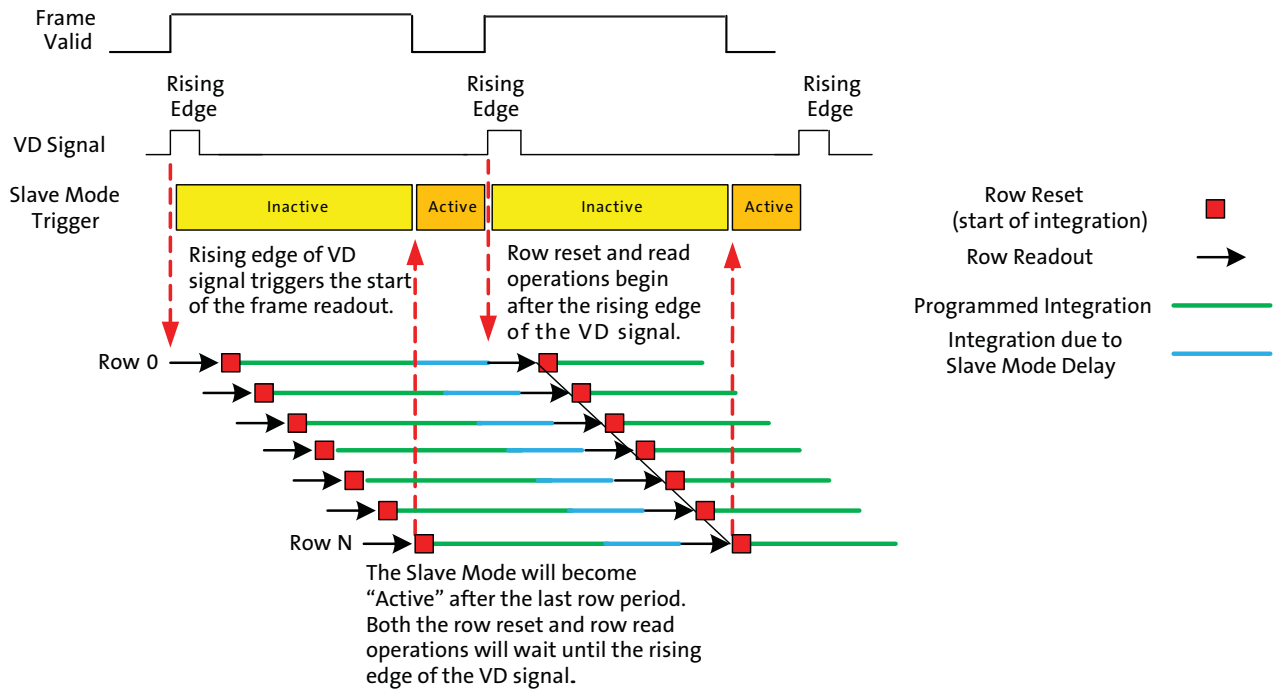 Frame
Valid
Rising
Edge
Rising
Edge
Rising
Edge
VD Signal
Slave Mode
Trigger
Inactive
Active
Inactive
Active
Rising edge of VD
signal triggers the start
of the frame readout.
Row reset and read
operations begin
after the rising edge
of the VD signal.
Row Reset
(start of integration)
Row Readout
Programmed Integration
Integration due to
Slave Mode Delay
Row 0
Row N
The Slave Mode will become
“Active” after the last row period.
Both the row reset and row read
operations will wait until the rising
edge of the VD signal.